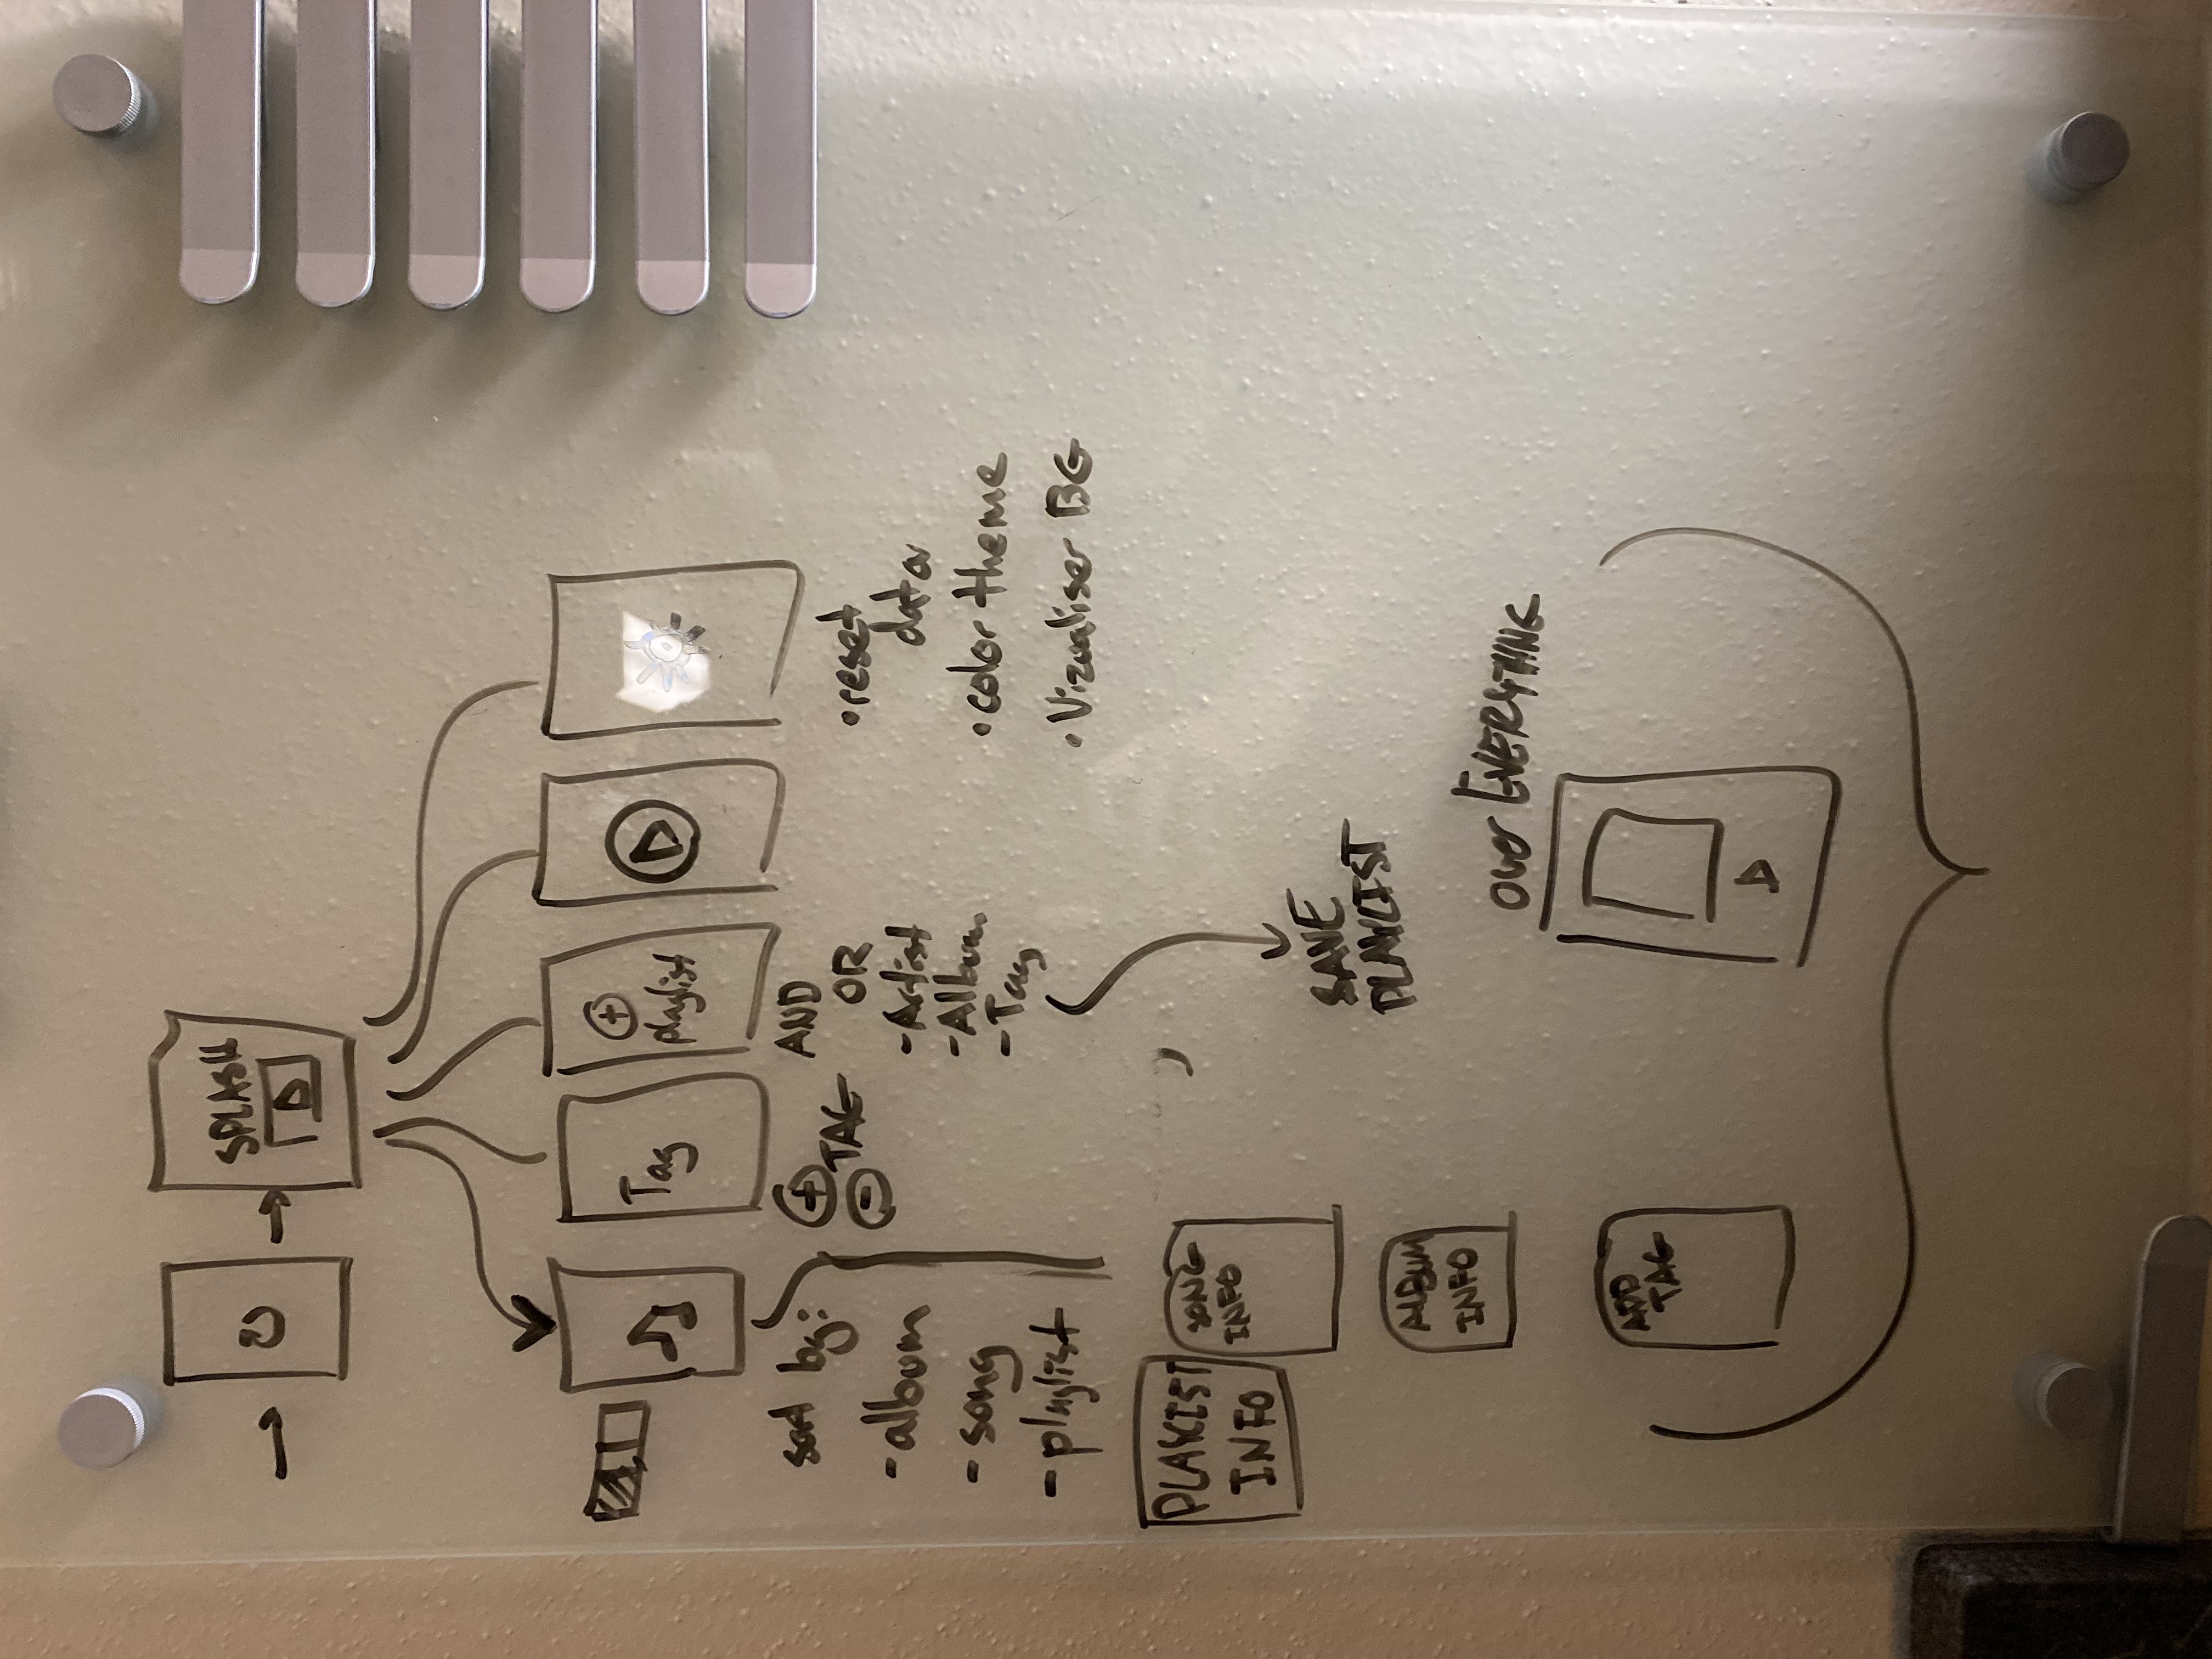 SPLASH
Tag
playlist
sort by:
- album
- song
- playlist
TAG
AND
OR
- Artist
- Album
- Tag
• reset
data
• color theme
• Vizualiser BG
PLAYLIST
INFO
SONG
INFO
SAVE
PLAYLIST
ALBUM
INFO
over EVERYTHING
ADD
TAG